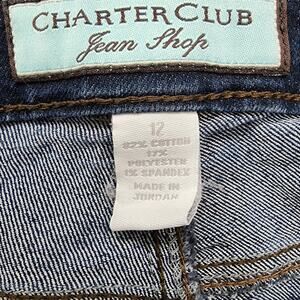 CHARTER CLUB
Jean Shop
12
82% COTTON
17%
POLYESTER
1% SPANDEX
MADE IN
JORDAN